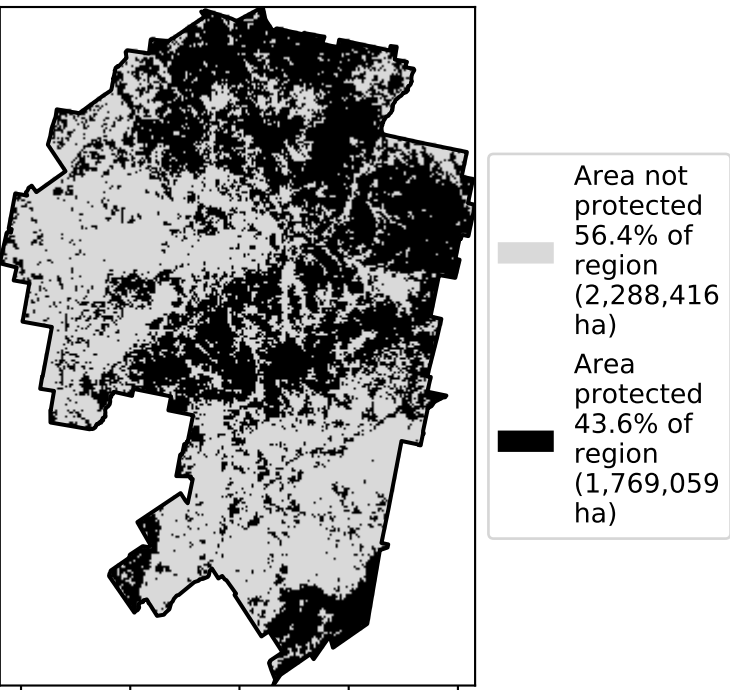 Area not
protected
56.4% of
region
(2,288,416
ha)
Area
protected
43.6% of
region
(1,769,059
ha)